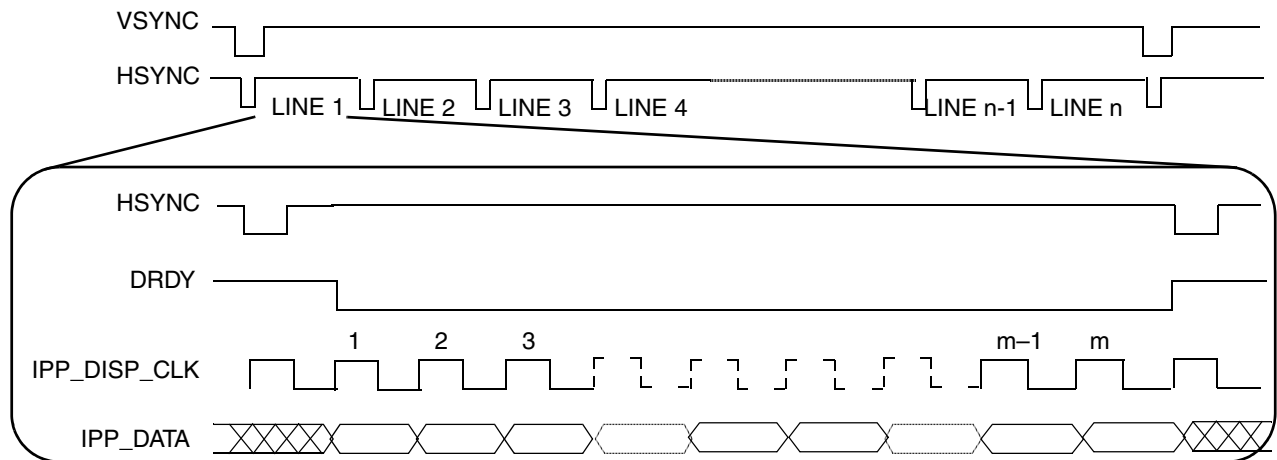 VSYNC
HSYNC
LINE 1 LINE 2 LINE 3 LINE 4 LINE n-1 LINE n
HSYNC
DRDY
1 2 3 m–1 m
IPP_DISP_CLK
IPP_DATA